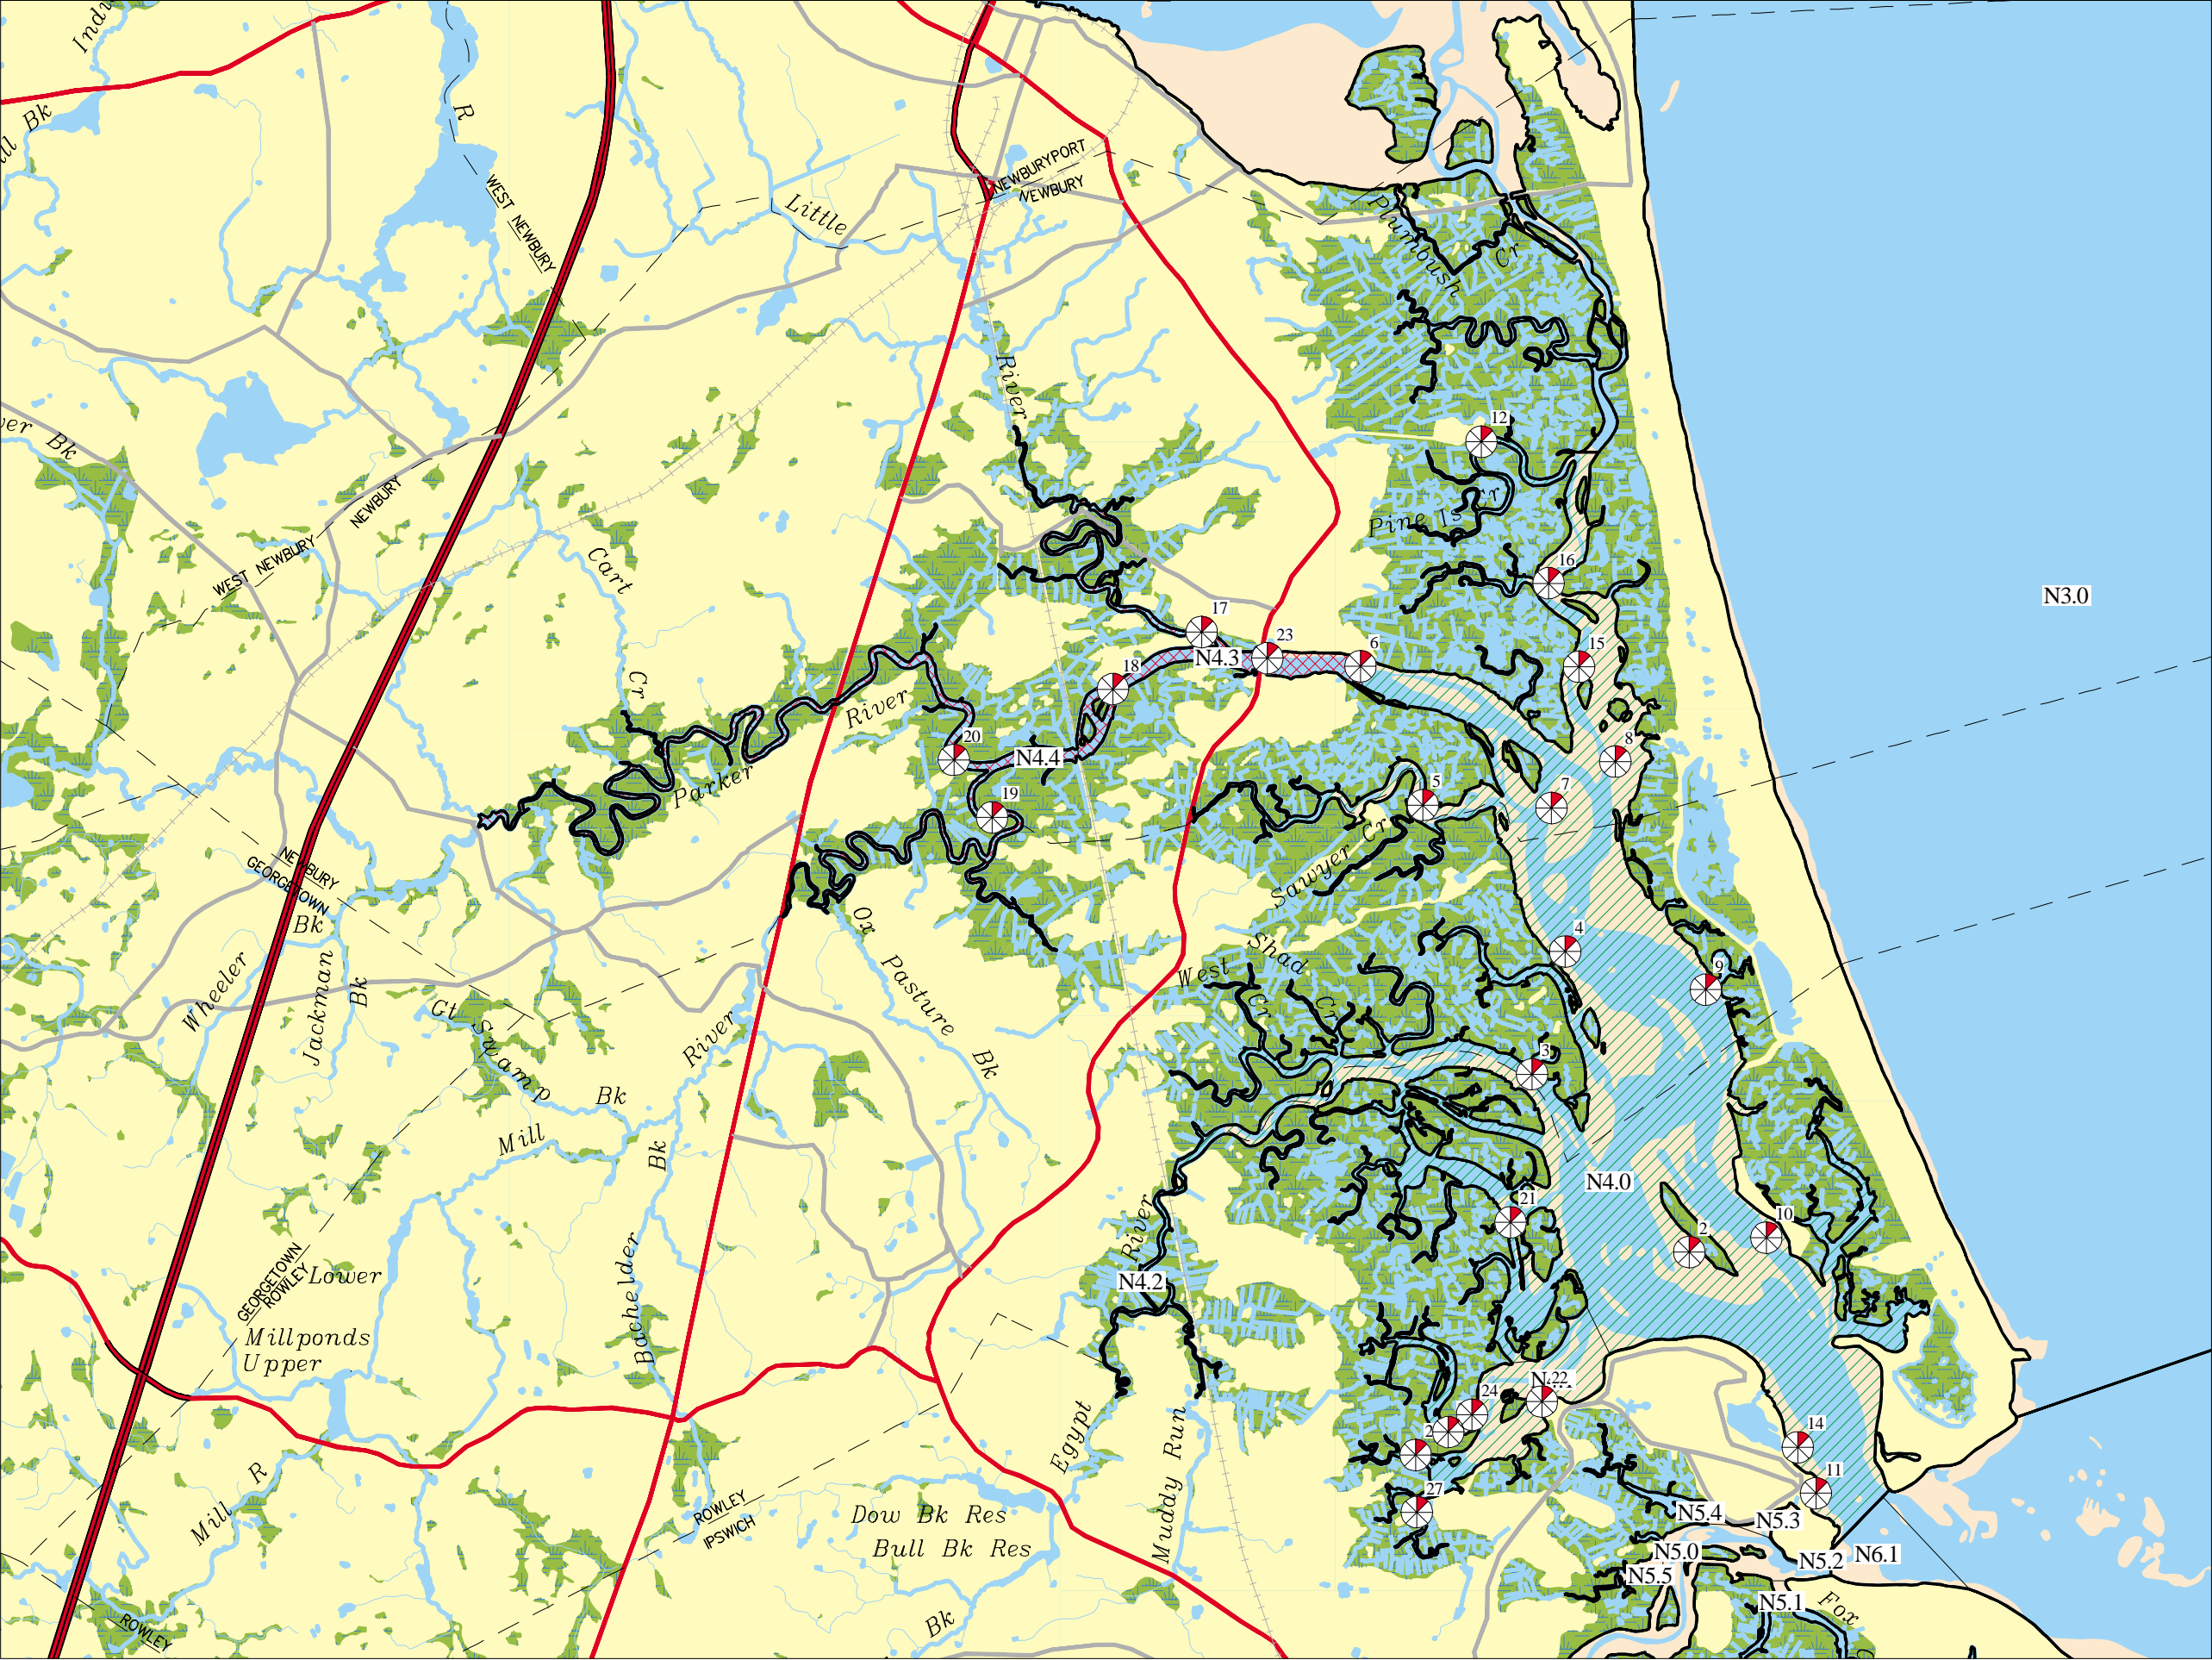 Bk
R
WEST NEWBURY
NEWBURYPORT
NEWBURY
Little
Plumbush
Cr
River
Bk
12
NEWBURY
WEST NEWBURY
Pine Is
Cr
Cart
Cr
16
N3.0
17
23
6
15
N4.3
18
River
20
N4.4
8
Parker
5
7
19
NEWBURY
GEORGETOWN
Sawyer Cr
Bk
Ox
Pasture
Bk
Wheeler
Jackman
Bk
Gt
Swamp
Bk
River
West
Cr
Shad
Cr
4
9
3
Mill
Bk
N4.0
21
River
2
10
GEORGETOWN
ROWLEY
Lower
Millponds
Upper
Bachelder
N4.2
22
24
Egypt
Muddy Run
14
11
27
Mill
R
ROWLEY
IPSWICH
Dow Bk Res
Bull Bk Res
N5.4
N5.3
N5.0
N5.2
N6.1
N5.5
N5.1
Fox
Bk
ROWLEY